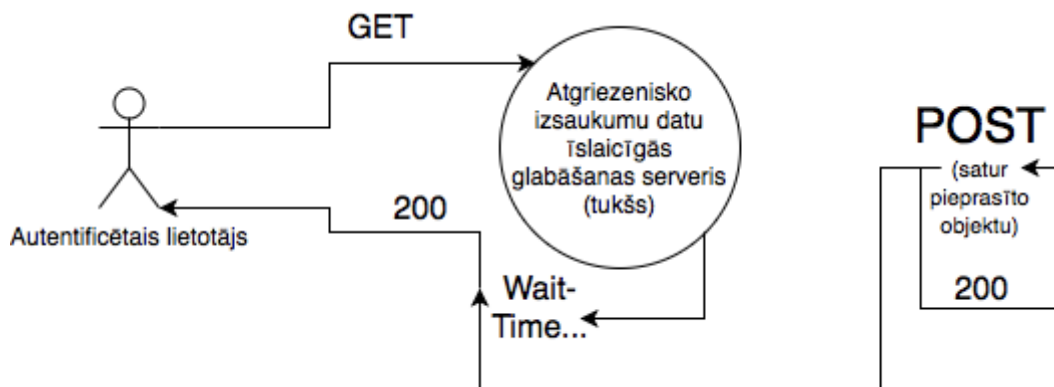 GET
Atgriezenisko
izsaukumu datu
īslaicīgās
glabāšanas serveris
(tukšs)
Autentificētais lietotājs
200
Wait-
Time...
POST
(satur
pieprasīto
objektu)
200